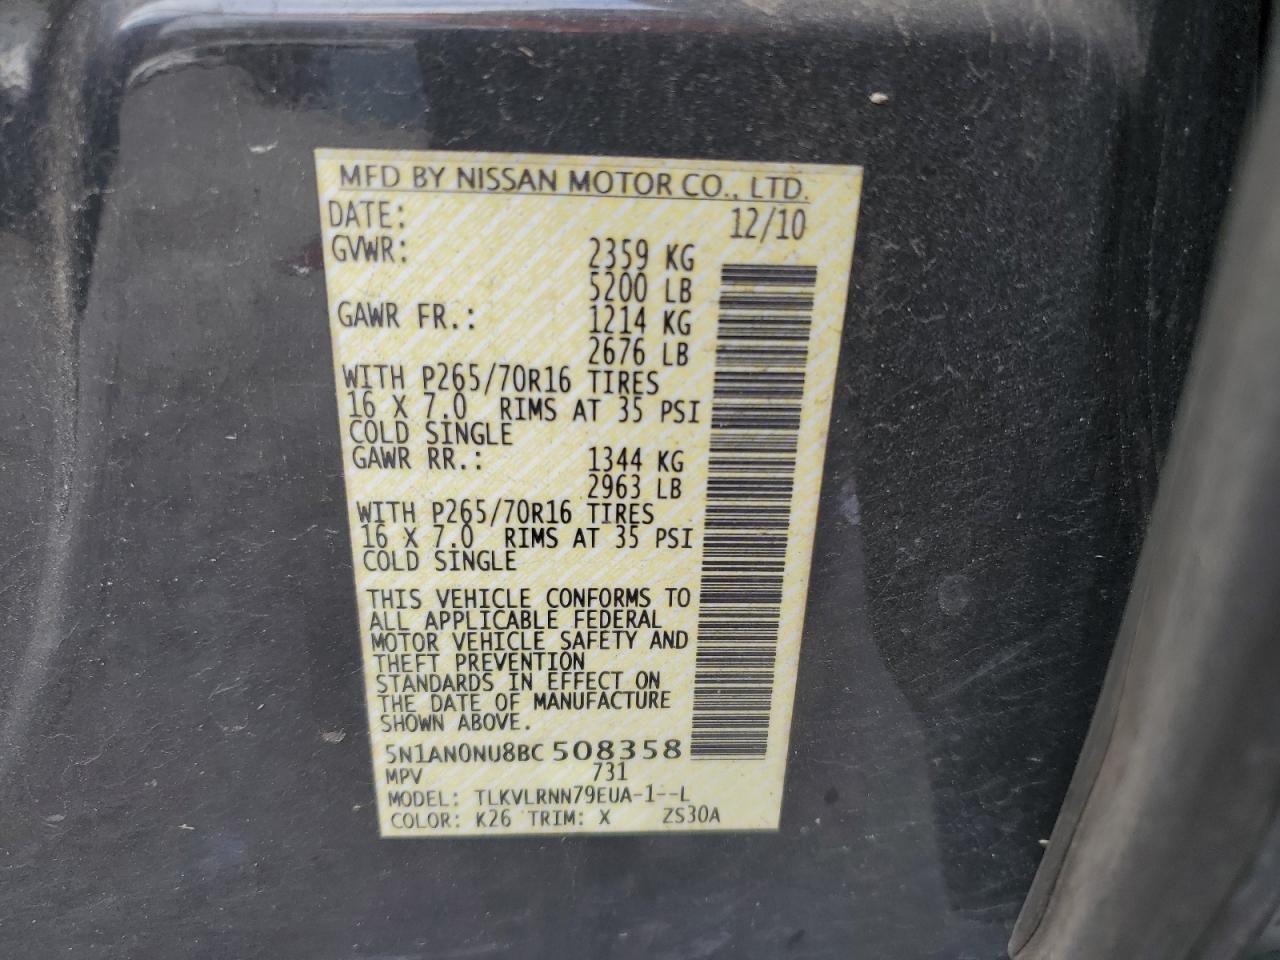 MFD BY NISSAN MOTOR CO., LTD.
DATE: 12/10
GVWR: 2359 KG
5200 LB
GAWR FR.: 1214 KG
2676 LB
WITH P265/70R16 TIRES
16 X 7.0 RIMS AT 35 PSI
COLD SINGLE
GAWR RR.: 1344 KG
2963 LB
WITH P265/70R16 TIRES
16 X 7.0 RIMS AT 35 PSI
COLD SINGLE
THIS VEHICLE CONFORMS TO
ALL APPLICABLE FEDERAL
MOTOR VEHICLE SAFETY AND
THEFT PREVENTION
STANDARDS IN EFFECT ON
THE DATE OF MANUFACTURE
SHOWN ABOVE.
5N1AN0NU8BC 508358
MPV 731
MODEL: TLKVLRNN79EUA-1--L
COLOR: K26 TRIM: X ZS30A